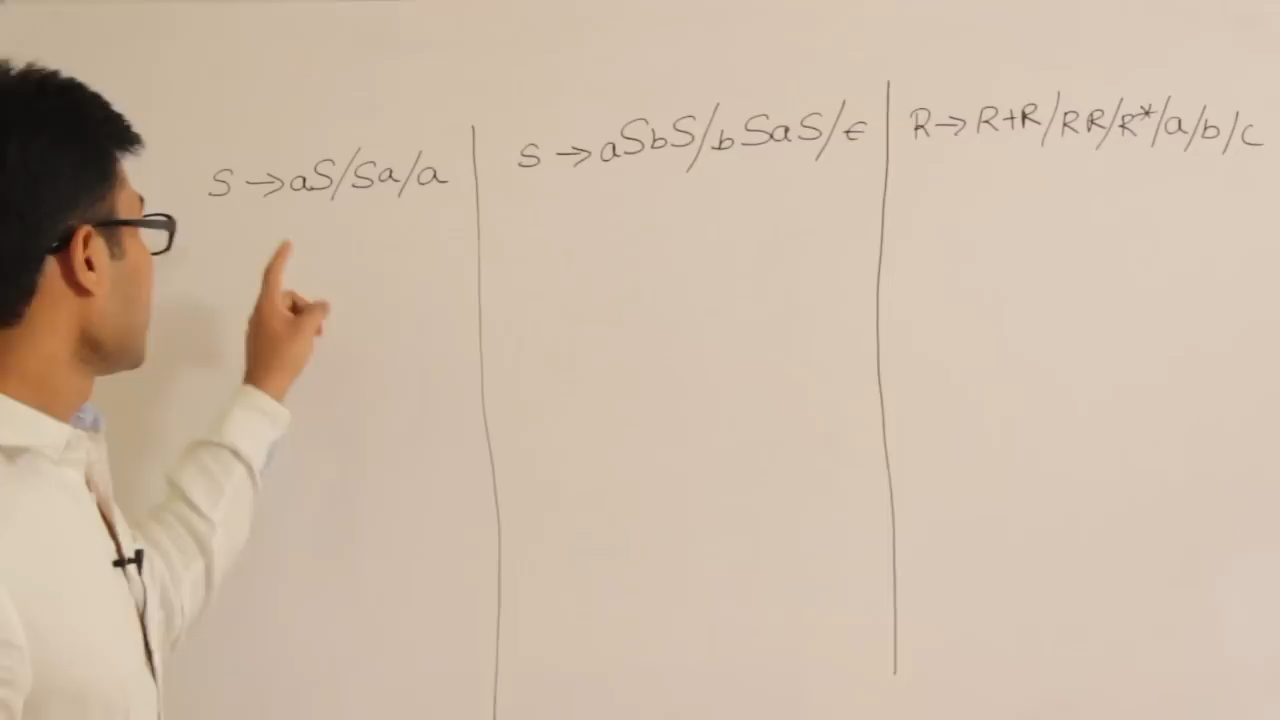 S → aS/Sa/a
S → aSbS/bSaS/ϵ
R → R+R/RR/R*/a/b/c